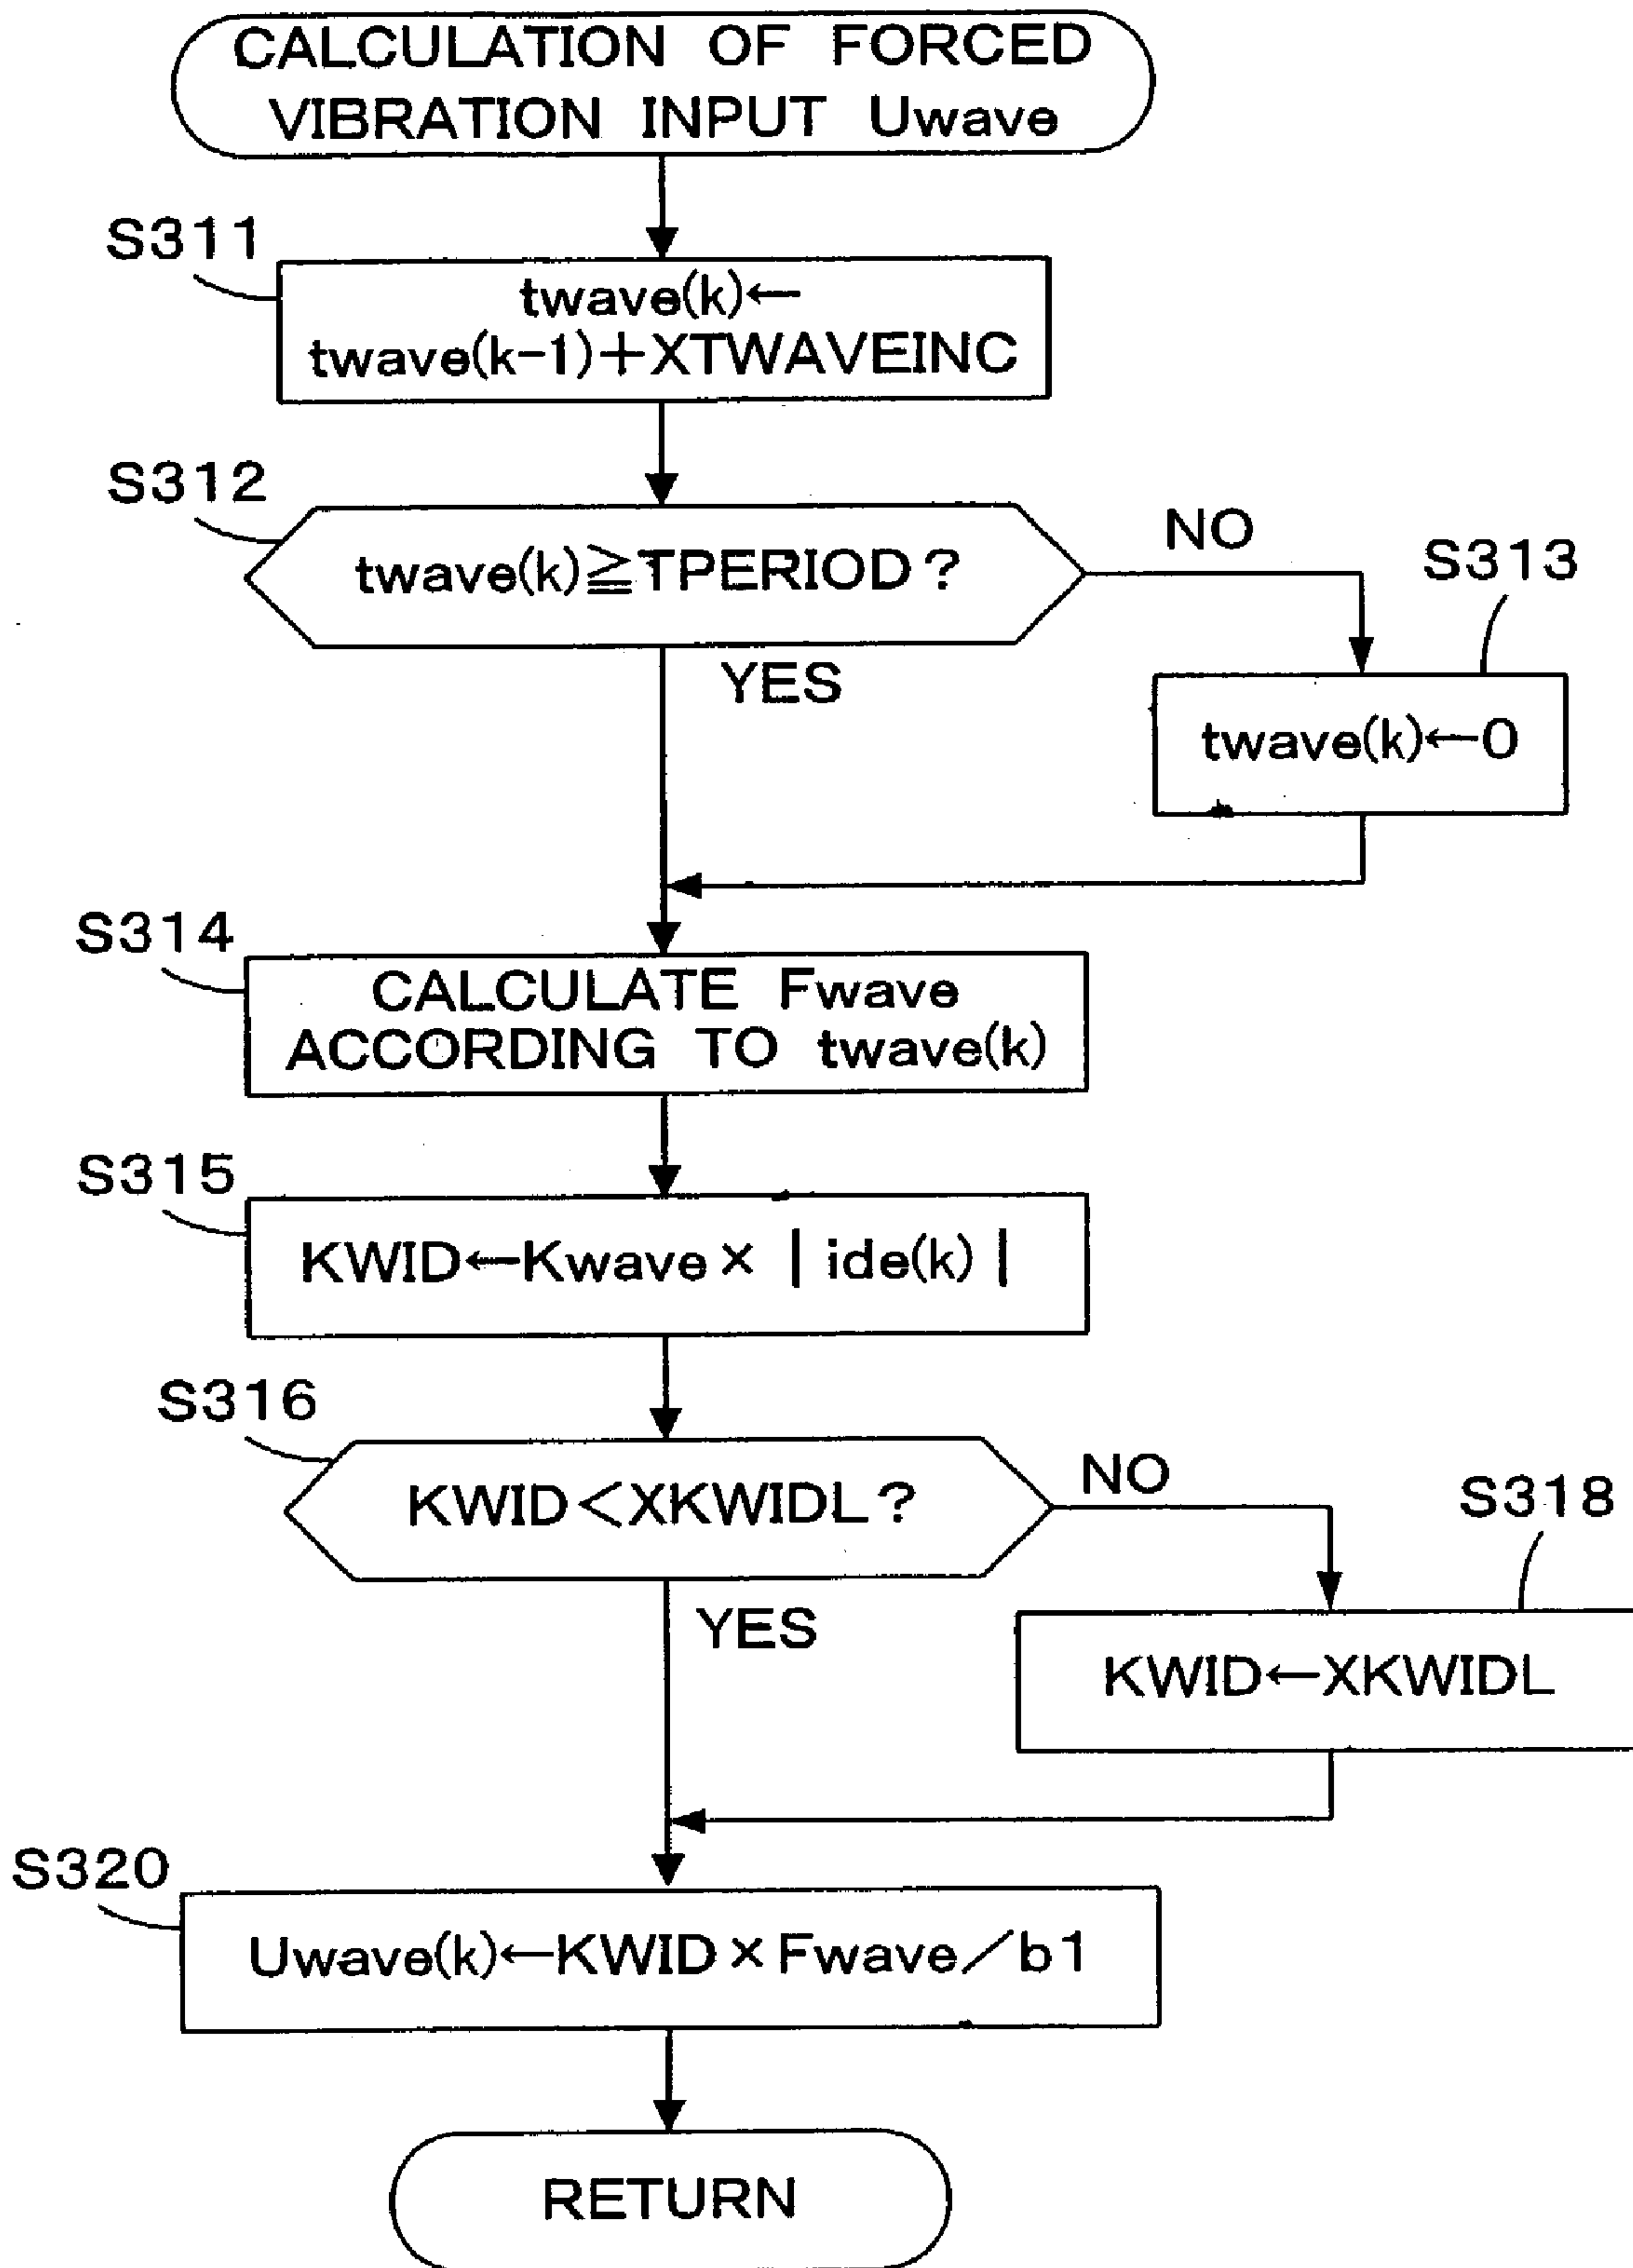 CALCULATION OF FORCED
VIBRATION INPUT Uwave
S311
twave(k)←
twave(k-1)+XTWAVEINC
S312
twave(k)≧TPERIOD?
NO
S313
YES
twave(k)←0
S314
CALCULATE Fwave
ACCORDING TO twave(k)
S315
KWID←Kwave×|ide(k)|
S316
KWID<XKWIDL?
NO
S318
YES
KWID←XKWIDL
S320
Uwave(k)←KWID×Fwave/b1
RETURN